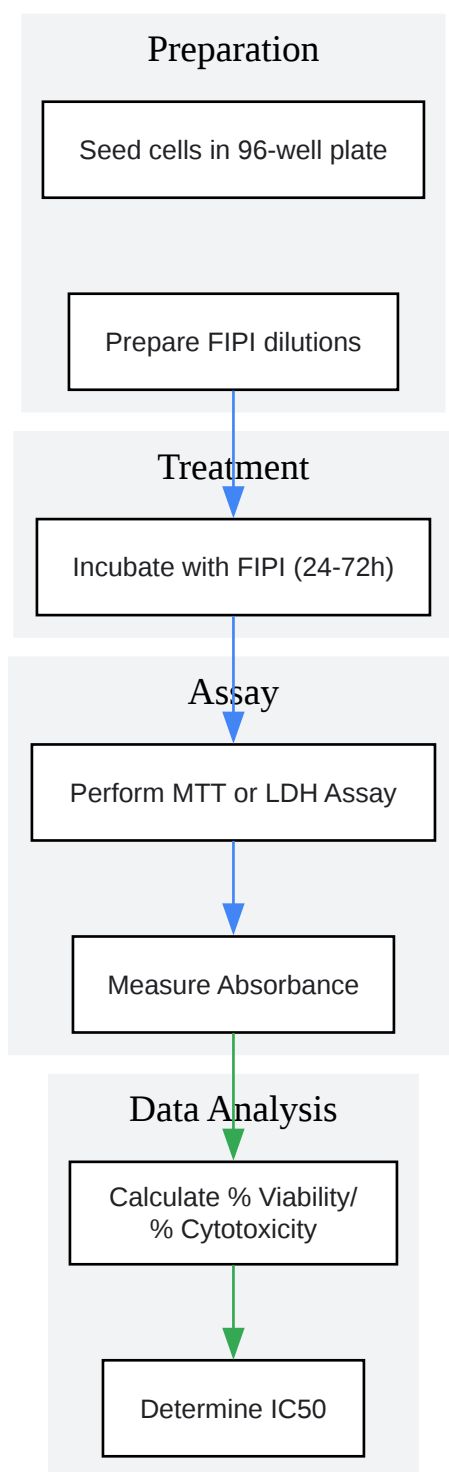 Preparation
Seed cells in 96-well plate
Prepare FIPI dilutions
Treatment
Incubate with FIPI (24-72h)
Assay
Perform MTT or LDH Assay
Measure Absorbance
Data Analysis
Calculate % Viability/
% Cytotoxicity
Determine IC50